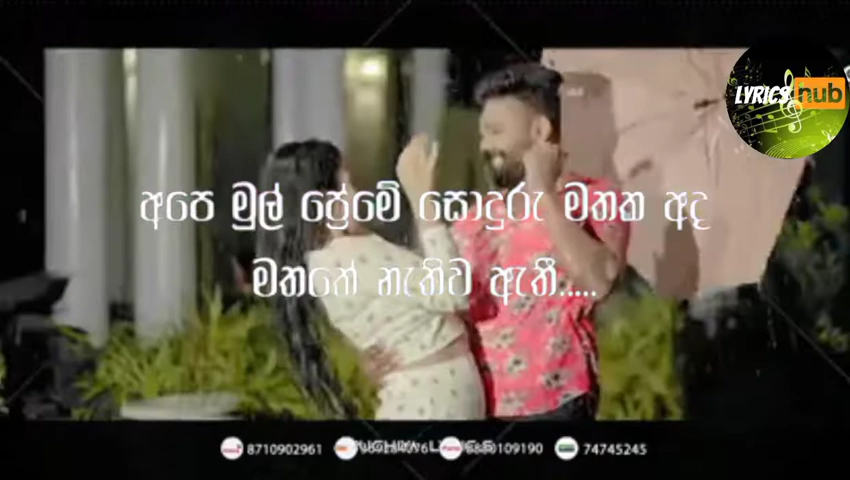 LYRICS hub
අපෙ මුල් ප්‍රේමේ සොදුරු මතක අද
මතකේ නැතිව ඇතී.....
8710902961 74745245